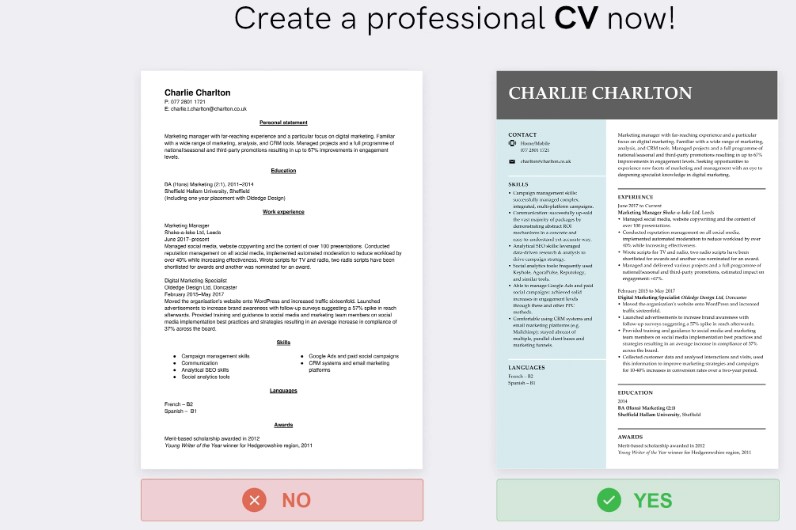 Create a professional CV now!
Charlie Charlton
P: 077 2801 1721
E: charlie.t.charlton@charlton.co.uk
Personal statement
Marketing manager with far-reaching experience and a particular focus on digital marketing. Familiar
with a wide range of marketing, analysis, and CRM tools. Managed projects and a full programme of
national/seasonal and third-party promotions resulting in up to 67% improvements in engagement
levels.
Education
BA (Hons) Marketing (2:1), 2011–2014
Sheffield Hallam University, Sheffield
(Including one year placement with Oldedge Design)
Work experience
Marketing Manager
Shake-a-lake Ltd, Leeds
June 2017–present
Managed social media, website copywriting and the content of over 100 presentations. Conducted
reputation management on all social media, implemented automated moderation to reduce workload by
over 40% while increasing effectiveness. Wrote scripts for TV and radio, two radio scripts have been
shortlisted for awards and another was nominated for an award.
Digital Marketing Specialist
Oldedge Design Ltd, Doncaster
February 2015–May 2017
Moved the organisation's website onto WordPress and increased traffic sixteenfold. Launched
advertisements to increase brand awareness with follow-up surveys suggesting a 57% spike in reach
afterwards. Provided training and guidance to social media and marketing team members on social
media implementation best practices and strategies resulting in an average increase in compliance of
37% across the board.
Skills
• Campaign management skills
• Communication
• Analytical SEO skills
• Social analytics tools
• Google Ads and past social campaigns
• CRM systems and email marketing
platforms
Languages
French – B2
Spanish – B1
Awards
Merit-based scholarship awarded in 2012
Young Writer of the Year winner for Hedgerowshire region, 2011
NO
CHARLIE CHARLTON
CONTACT
Home/Mobile
077 2801 1721
charlton@charlton.co.uk
SKILLS
• Campaign management skills:
successfully managed complex,
integrated, multi-platform campaigns.
• Communication: successfully up-sold
the vast majority of packages by
demonstrating abstract ROI
mechanisms in a concrete and
easy to understand yet accurate way.
• Analytical SEO skills: leveraged
data-driven research & analysis to
drive campaign strategy.
• Social analytics tools: frequently used
Keyhole, AgoraPulse, Reputology,
and similar tools.
• Able to manage Google Ads and Paid
social campaigns: achieved solid
increases in engagement levels
through these and other PPC
methods.
• Comfortable using CRM systems and
email marketing platforms (e.g.
Mailchimp): stayed abreast of
multiple, parallel client bases and
marketing funnels.
LANGUAGES
French – B2
Spanish – B1
Marketing manager with far-reaching experience and a particular
focus on digital marketing. Familiar with a wide range of marketing,
analysis, and CRM tools. Managed projects and a full programme of
national/seasonal and third-party promotions resulting in up to 67%
improvements in engagement levels. Seeking opportunities to
experience new modes of engagement with an eye to
deepening specialist knowledge in digital marketing.
EXPERIENCE
June 2017 to Current
Marketing Manager Shake-a-lake Ltd, Leeds
• Managed social media, website copywriting and the content of
over 100 presentations.
• Conducted reputation management on all social media,
implemented automated moderation to reduce workload by over
40% while increasing effectiveness.
• Wrote scripts for TV and radio, two radio scripts have been
shortlisted for awards and another was nominated for an award.
• Managed and delivered various projects and a full programme of
national/seasonal and third-party promotions, estimated impact on
engagement: +67%.
February 2015 to May 2017
Digital Marketing Specialist Oldedge Design Ltd, Doncaster
• Moved the organization's website onto WordPress and increased
traffic sixteenfold.
• Launched advertisements to increase brand awareness with
follow-up surveys suggesting a 57% spike in reach afterwards.
• Provided training and guidance to social media and marketing
team members on social media implementation best practices and
strategies resulting in an average increase in compliance of 37%
across the board.
• Collected customer data and analysed interactions and visits, used
this information to improve marketing strategies and campaigns
for 10-40% increases in conversion rates over a two-year period.
EDUCATION
2014
BA (Hons) Marketing (2:1)
Sheffield Hallam University, Sheffield
AWARDS
Merit-based scholarship awarded in 2012
Young Writer of the Year winner for Hedgerowshire region, 2011
YES